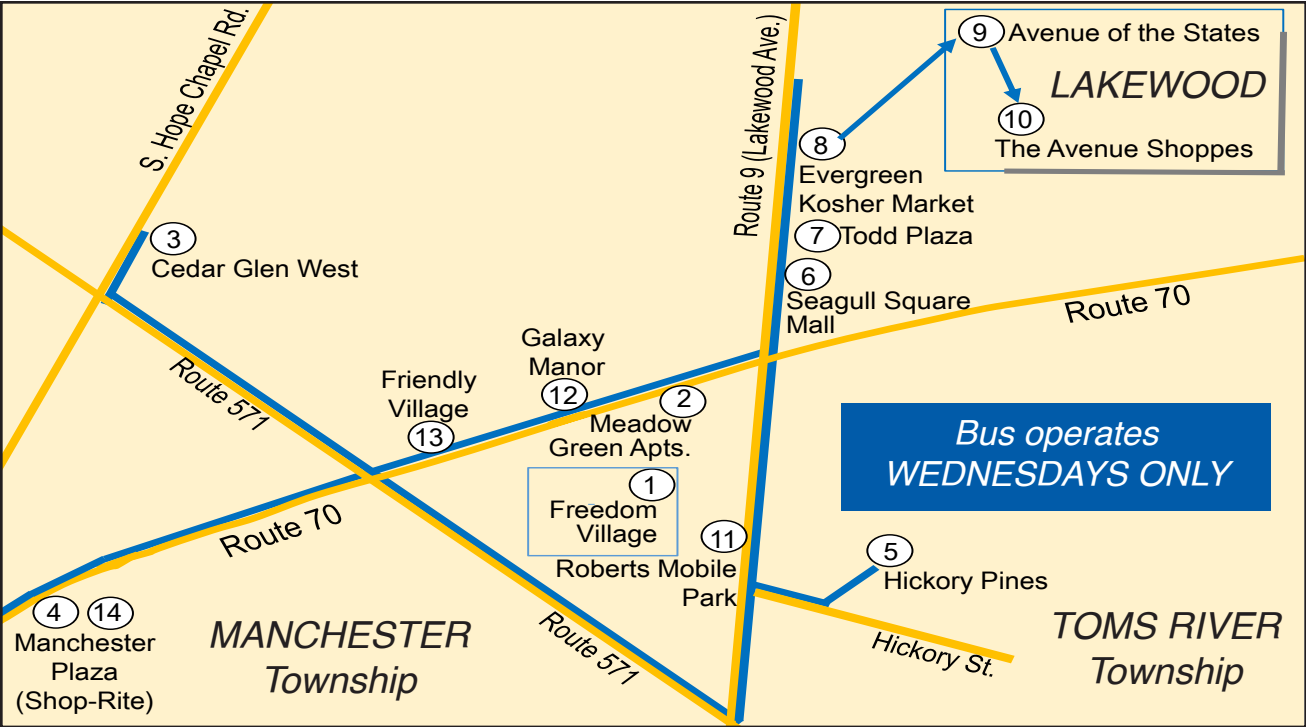 S. Hope Chapel Rd.
Route 9 (Lakewood Ave.)
9 Avenue of the States
LAKEWOOD
10
The Avenue Shoppes
8
Evergreen
Kosher Market
7 Todd Plaza
6
Seagull Square
Mall
Route 70
3
Cedar Glen West
Route 571
Galaxy
Manor
12
Friendly
Village
13
2
Meadow
Green Apts.
Bus operates
WEDNESDAYS ONLY
1
Freedom
Village
Route 70
11
Roberts Mobile
Park
5
Hickory Pines
Hickory St.
4 14
Manchester
Plaza
(Shop-Rite)
MANCHESTER
Township
Route 571
TOMS RIVER
Township